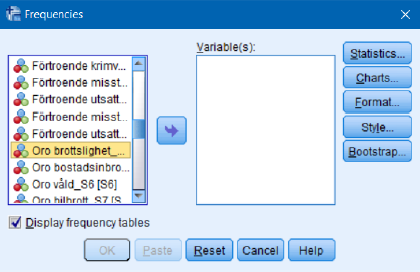 Frequencies
Variable(s):
Förtroende krimv...
Förtroende misst...
Förtroende utsatt...
Förtroende misst...
Förtroende utsatt...
Oro brottslighet_...
Oro bostadsinbro...
Oro våld_S6 [S6]
Oro bilbrott_S7 [S
Statistics...
Charts...
Format...
Style...
Bootstrap...
Display frequency tables
OK Paste Reset Cancel Help